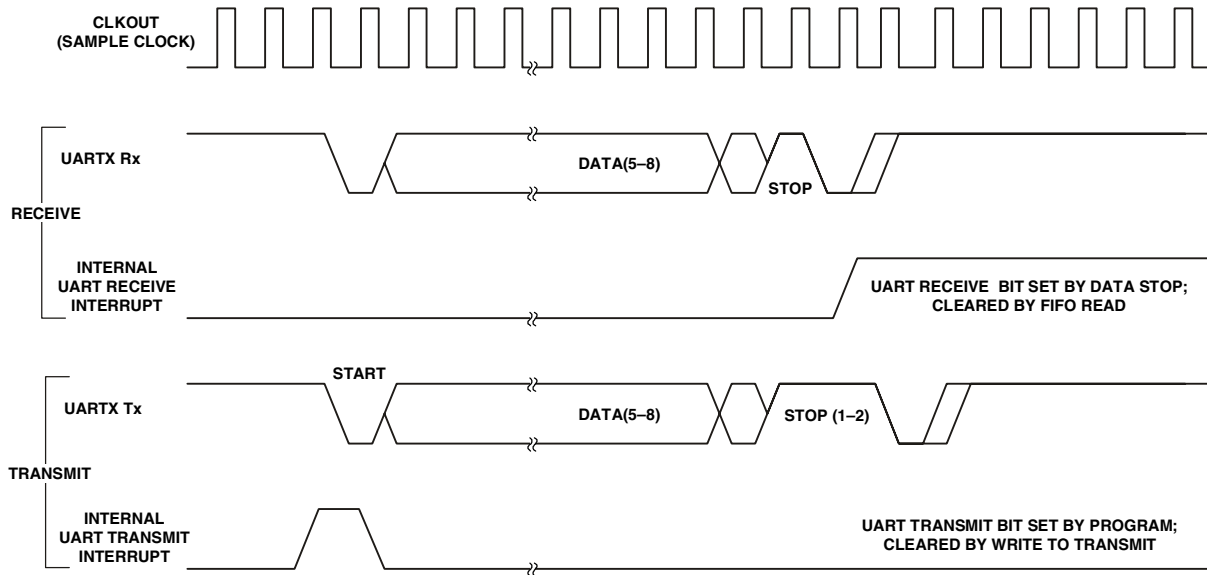 CLKOUT
(SAMPLE CLOCK)
UARTX Rx
DATA(5–8)
STOP
RECEIVE
INTERNAL
UART RECEIVE
INTERRUPT
UART RECEIVE BIT SET BY DATA STOP;
CLEARED BY FIFO READ
START
UARTX Tx
DATA(5–8)
STOP (1–2)
TRANSMIT
INTERNAL
UART TRANSMIT
INTERRUPT
UART TRANSMIT BIT SET BY PROGRAM;
CLEARED BY WRITE TO TRANSMIT